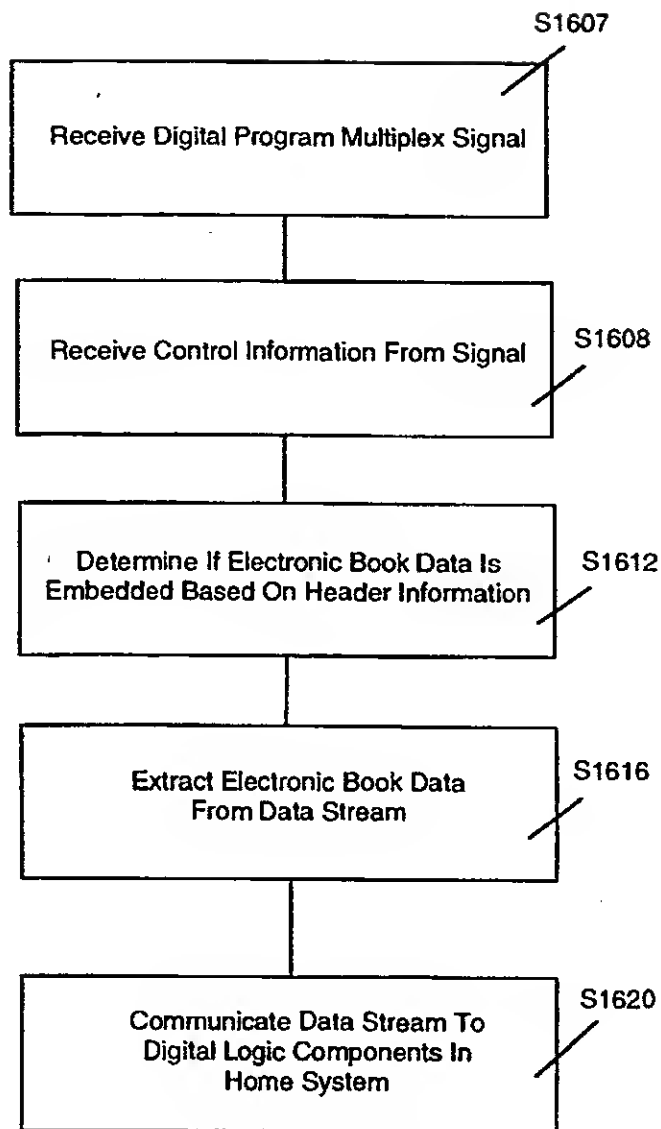 S1607
Receive Digital Program Multiplex Signal
Receive Control Information From Signal
S1608
Determine If Electronic Book Data Is
Embedded Based On Header Information
S1612
Extract Electronic Book Data
From Data Stream
S1616
Communicate Data Stream To
Digital Logic Components In
Home System
S1620